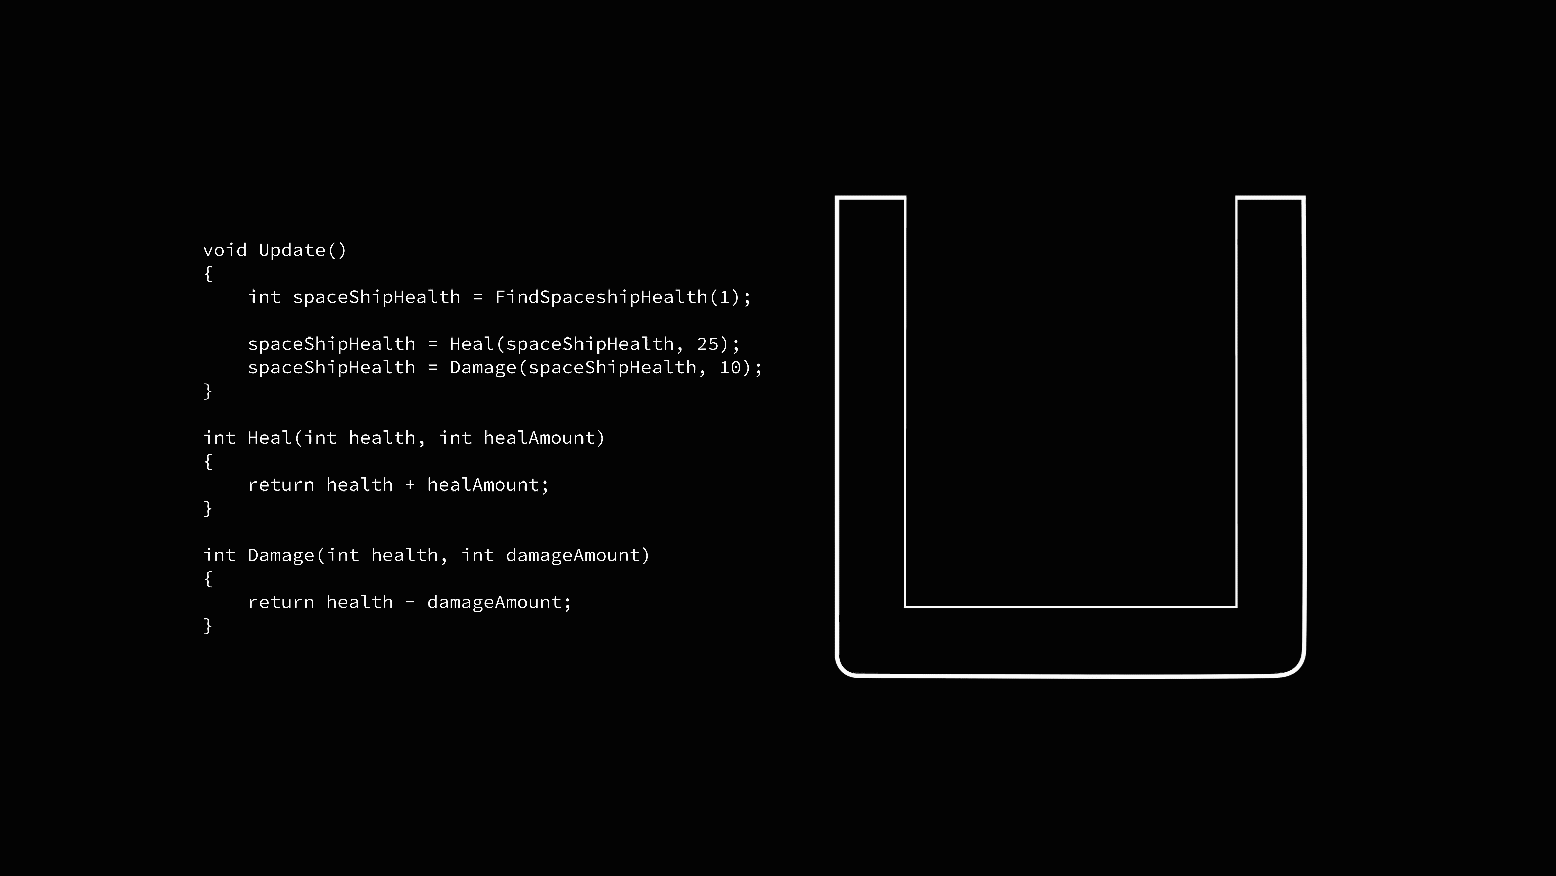 void Update()
{
    int spaceShipHealth = FindSpaceshipHealth(1);

    spaceShipHealth = Heal(spaceShipHealth, 25);
    spaceShipHealth = Damage(spaceShipHealth, 10);
}

int Heal(int health, int healAmount)
{
    return health + healAmount;
}

int Damage(int health, int damageAmount)
{
    return health - damageAmount;
}